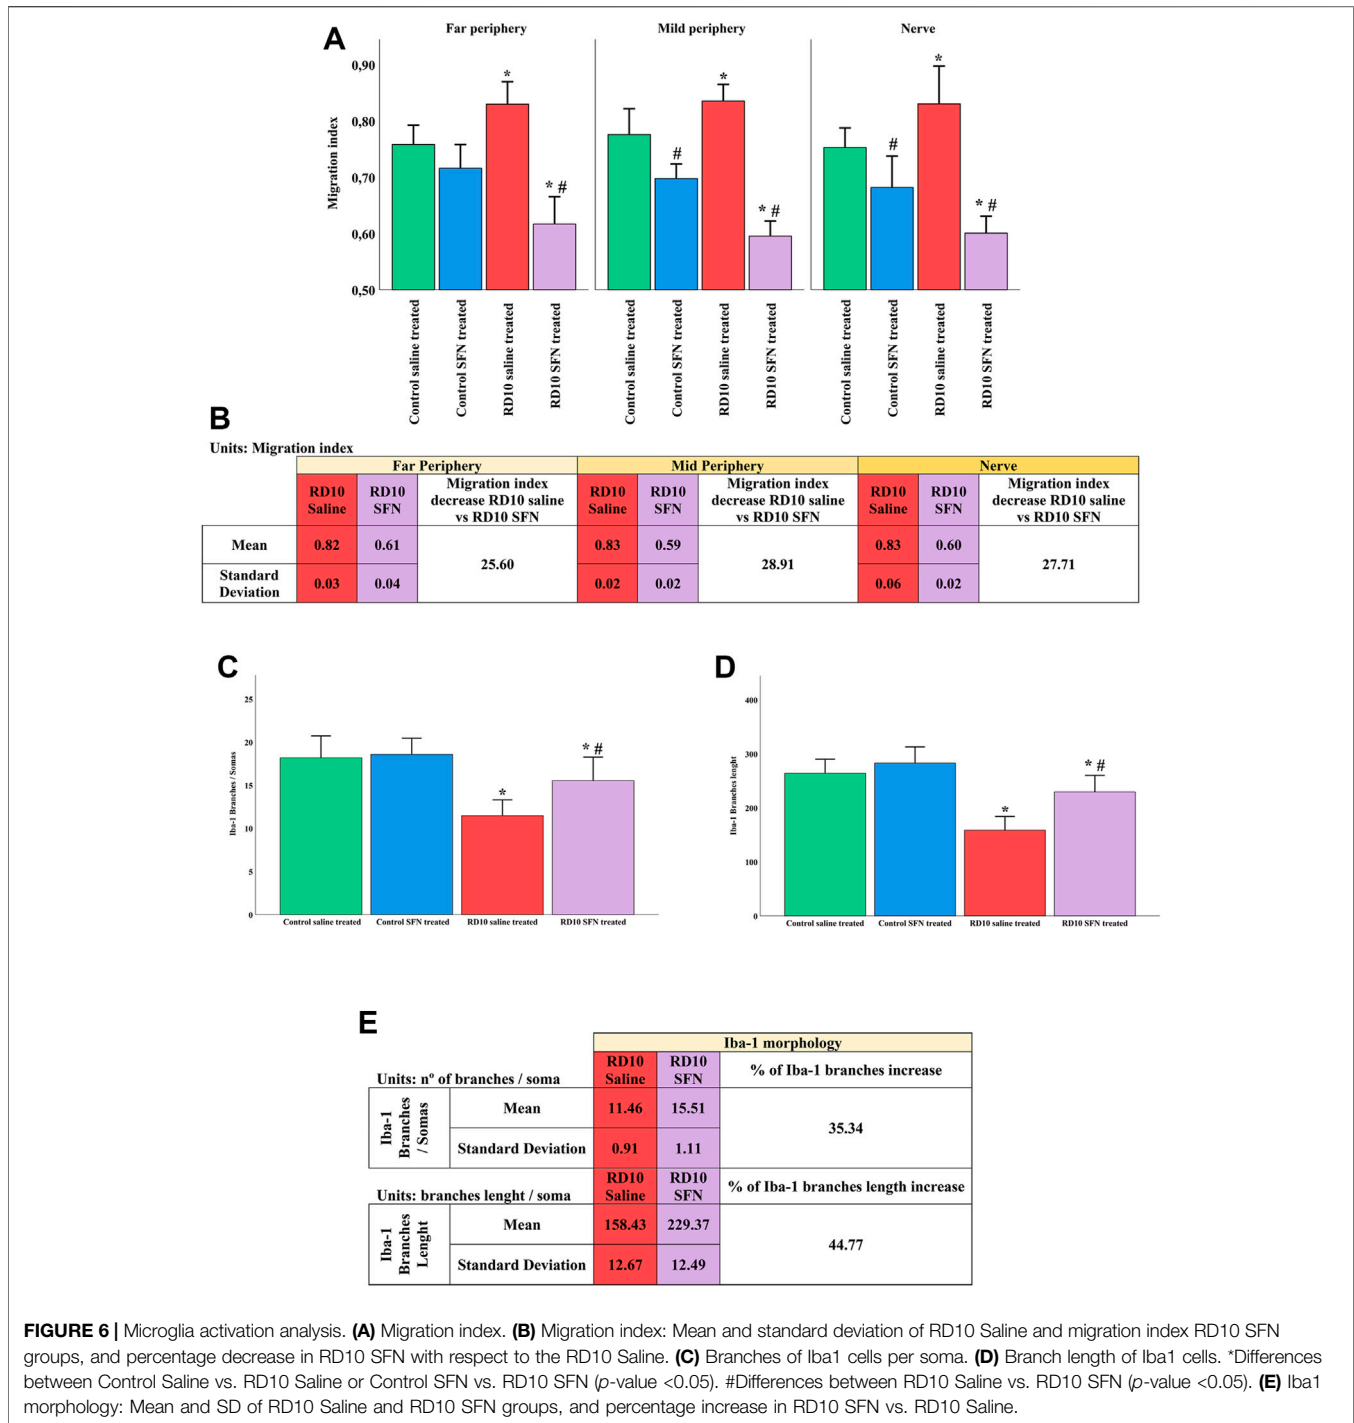 A
Far periphery
Mild periphery
Nerve
Migration index
0,90
0,80
0,70
0,60
0,50
*
* #
#
*
* #
#
*
* #
Control saline treated
Control SFN treated
RD10 saline treated
RD10 SFN treated
Control saline treated
Control SFN treated
RD10 saline treated
RD10 SFN treated
Control saline treated
Control SFN treated
RD10 saline treated
RD10 SFN treated
B
Units: Migration index
Far Periphery
Mid Periphery
Nerve
RD10 Saline
RD10 SFN
Migration index
decrease RD10 saline
vs RD10 SFN
RD10 Saline
RD10 SFN
Migration index
decrease RD10 saline
vs RD10 SFN
RD10 Saline
RD10 SFN
Migration index
decrease RD10 saline
vs RD10 SFN
Mean
0.82
0.61
25.60
0.83
0.59
28.91
0.83
0.60
27.71
Standard
Deviation
0.03
0.04
0.02
0.02
0.06
0.02
C
Iba-1 Branches / Somas
25
20
15
10
5
0
*
* #
Control saline treated
Control SFN treated
RD10 saline treated
RD10 SFN treated
D
Iba-1 Branches lenght
400
300
200
100
0
*
* #
Control saline treated
Control SFN treated
RD10 saline treated
RD10 SFN treated
E
Iba-1 morphology
Units: nº of branches / soma
RD10
Saline
RD10
SFN
% of Iba-1 branches increase
Iba-1
Branches
/ Somas
Mean
11.46
15.51
35.34
Standard Deviation
0.91
1.11
Units: branches lenght / soma
RD10
Saline
RD10
SFN
% of Iba-1 branches length increase
Iba-1
Branches
Lenght
Mean
158.43
229.37
44.77
Standard Deviation
12.67
12.49
FIGURE 6 | Microglia activation analysis. (A) Migration index. (B) Migration index: Mean and standard deviation of RD10 Saline and migration index RD10 SFN
groups, and percentage decrease in RD10 SFN with respect to the RD10 Saline. (C) Branches of Iba1 cells per soma. (D) Branch length of Iba1 cells. *Differences
between Control Saline vs. RD10 Saline or Control SFN vs. RD10 SFN (p-value <0.05). #Differences between RD10 Saline vs. RD10 SFN (p-value <0.05). (E) Iba1
morphology: Mean and SD of RD10 Saline and RD10 SFN groups, and percentage increase in RD10 SFN vs. RD10 Saline.